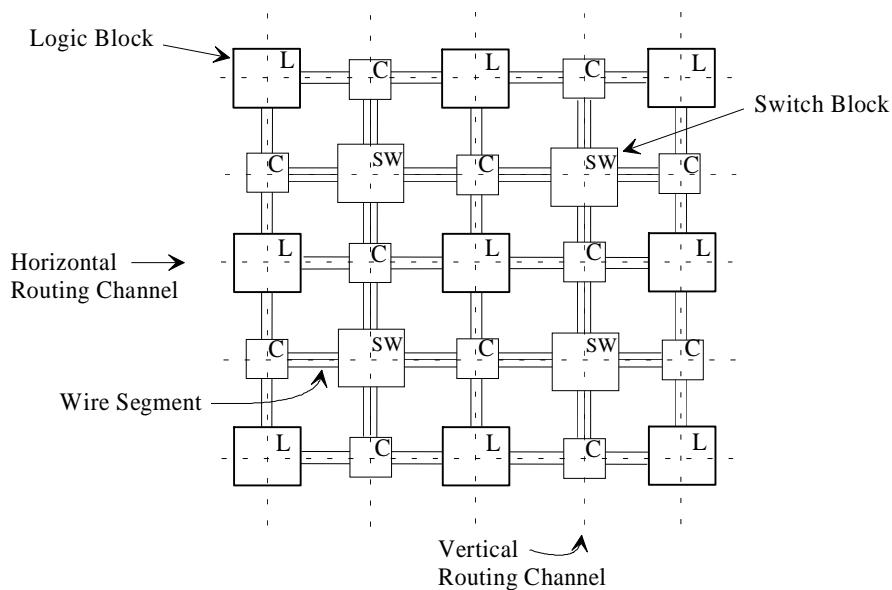 Logic Block
L C L C L
Switch Block
C SW C SW C
L C L C L
Horizontal
Routing Channel
C SW C SW C
Wire Segment
L C L C L
Vertical
Routing Channel